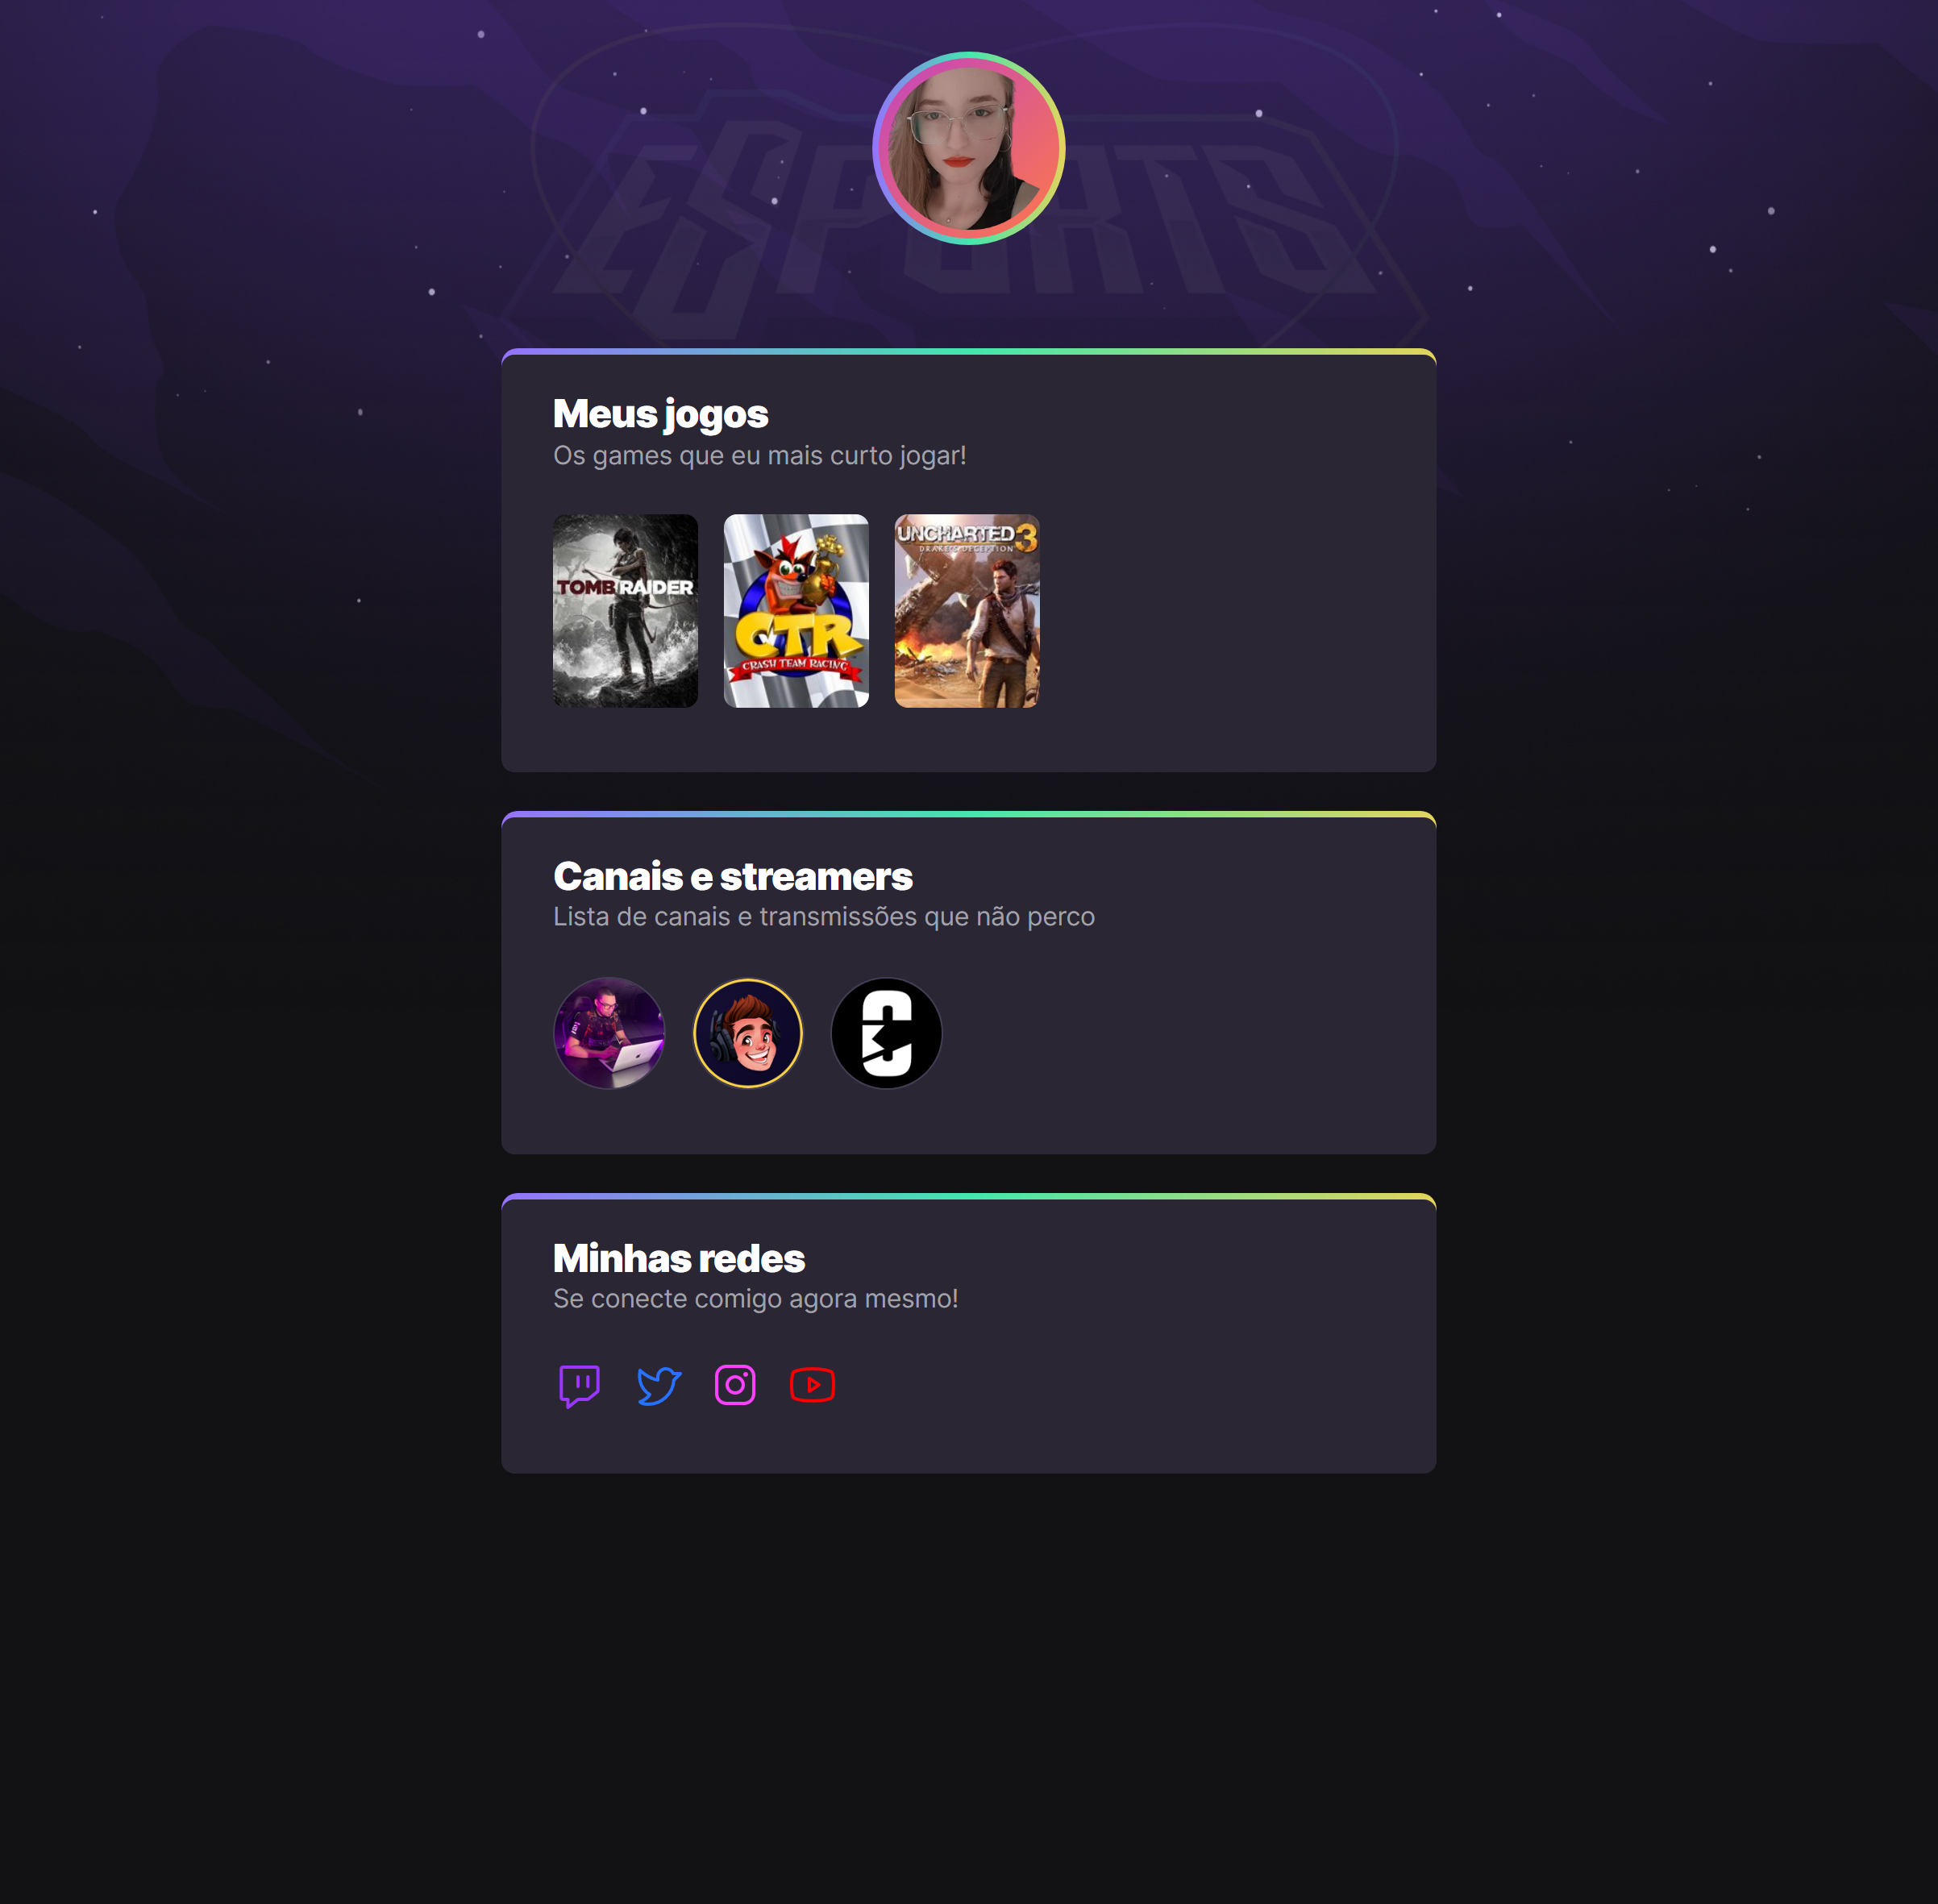 ESPORTS
Meus jogos
Os games que eu mais curto jogar!
TOMB RAIDER
CTR
CRASH TEAM RACING
UNCHARTED 3
DRAKE'S DECEPTION
Canais e streamers
Lista de canais e transmissões que não perco
Minhas redes
Se conecte comigo agora mesmo!